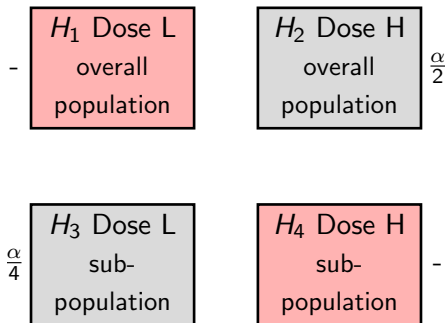 H₁ Dose L
overall
population
-
H₂ Dose H
overall
population
α/2
H₃ Dose L
sub-
population
α/4
H₄ Dose H
sub-
population
-